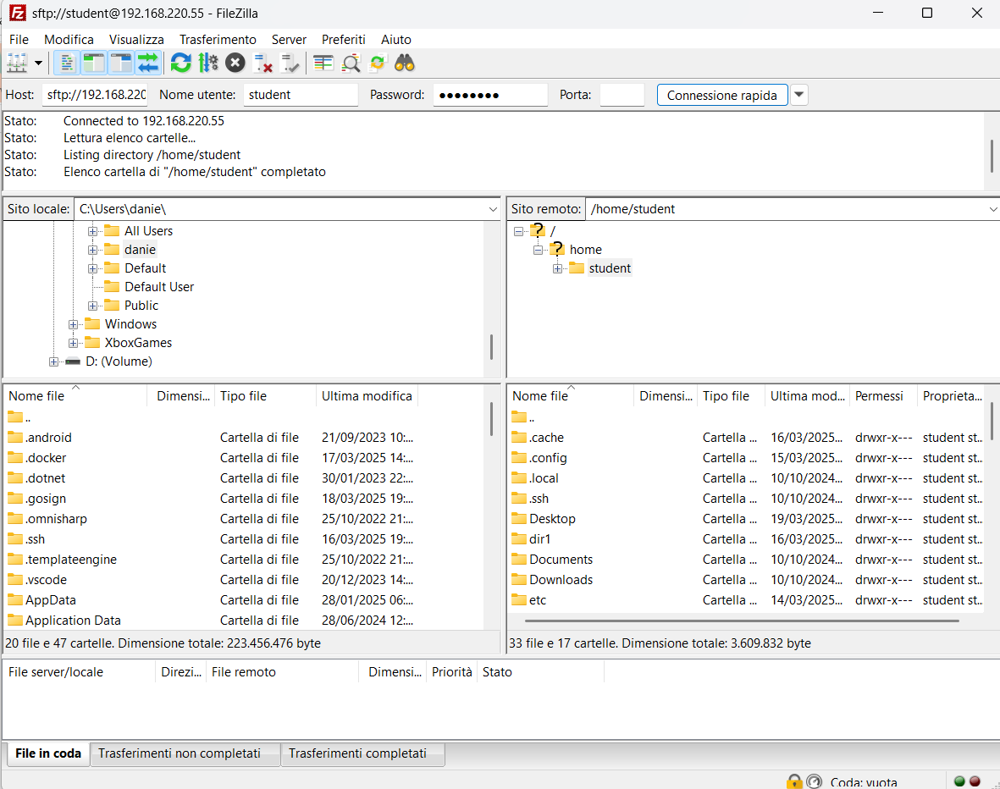 sftp://student@192.168.220.55 - FileZilla
File Modifica Visualizza Trasferimento Server Preferiti Aiuto
Host: sftp://192.168.220 Nome utente: student Password: ●●●●●●●● Porta: Connessione rapida
Stato: Connected to 192.168.220.55
Stato: Lettura elenco cartelle...
Stato: Listing directory /home/student
Stato: Elenco cartella di "/home/student" completato
Sito locale: C:\Users\danie\
All Users
danie
Default
Default User
Public
Windows
XboxGames
D: (Volume)
Sito remoto: /home/student
/
home
student
Nome file Dimensi... Tipo file Ultima modifica
..
.android Cartella di file 21/09/2023 10:...
.docker Cartella di file 17/03/2025 14:...
.dotnet Cartella di file 30/01/2023 22:...
.gosign Cartella di file 18/03/2025 19:...
.omnisharp Cartella di file 25/10/2022 21:...
.ssh Cartella di file 16/03/2025 19:...
.templateengine Cartella di file 25/10/2022 21:...
.vscode Cartella di file 20/12/2023 14:...
AppData Cartella di file 28/01/2025 06:...
Application Data Cartella di file 28/06/2024 12:...
20 file e 47 cartelle. Dimensione totale: 223.456.476 byte
Nome file Dimensi... Tipo file Ultima mod... Permessi Proprieta...
..
.cache Cartella ... 16/03/2025... drwxr-x--- student st...
.config Cartella ... 15/03/2025... drwxr-x--- student st...
.local Cartella ... 10/10/2024... drwxr-x--- student st...
.ssh Cartella ... 10/10/2024... drwxr-x--- student st...
Desktop Cartella ... 19/03/2025... drwxr-x--- student st...
dir1 Cartella ... 16/03/2025... drwxr-x--- student st...
Documents Cartella ... 10/10/2024... drwxr-x--- student st...
Downloads Cartella ... 10/10/2024... drwxr-x--- student st...
etc Cartella ... 14/03/2025... drwxr-x--- student st...
33 file e 17 cartelle. Dimensione totale: 3.609.832 byte
File server/locale Direzi... File remoto Dimensi... Priorità Stato
File in coda Trasferimenti non completati Trasferimenti completati
Coda: vuota